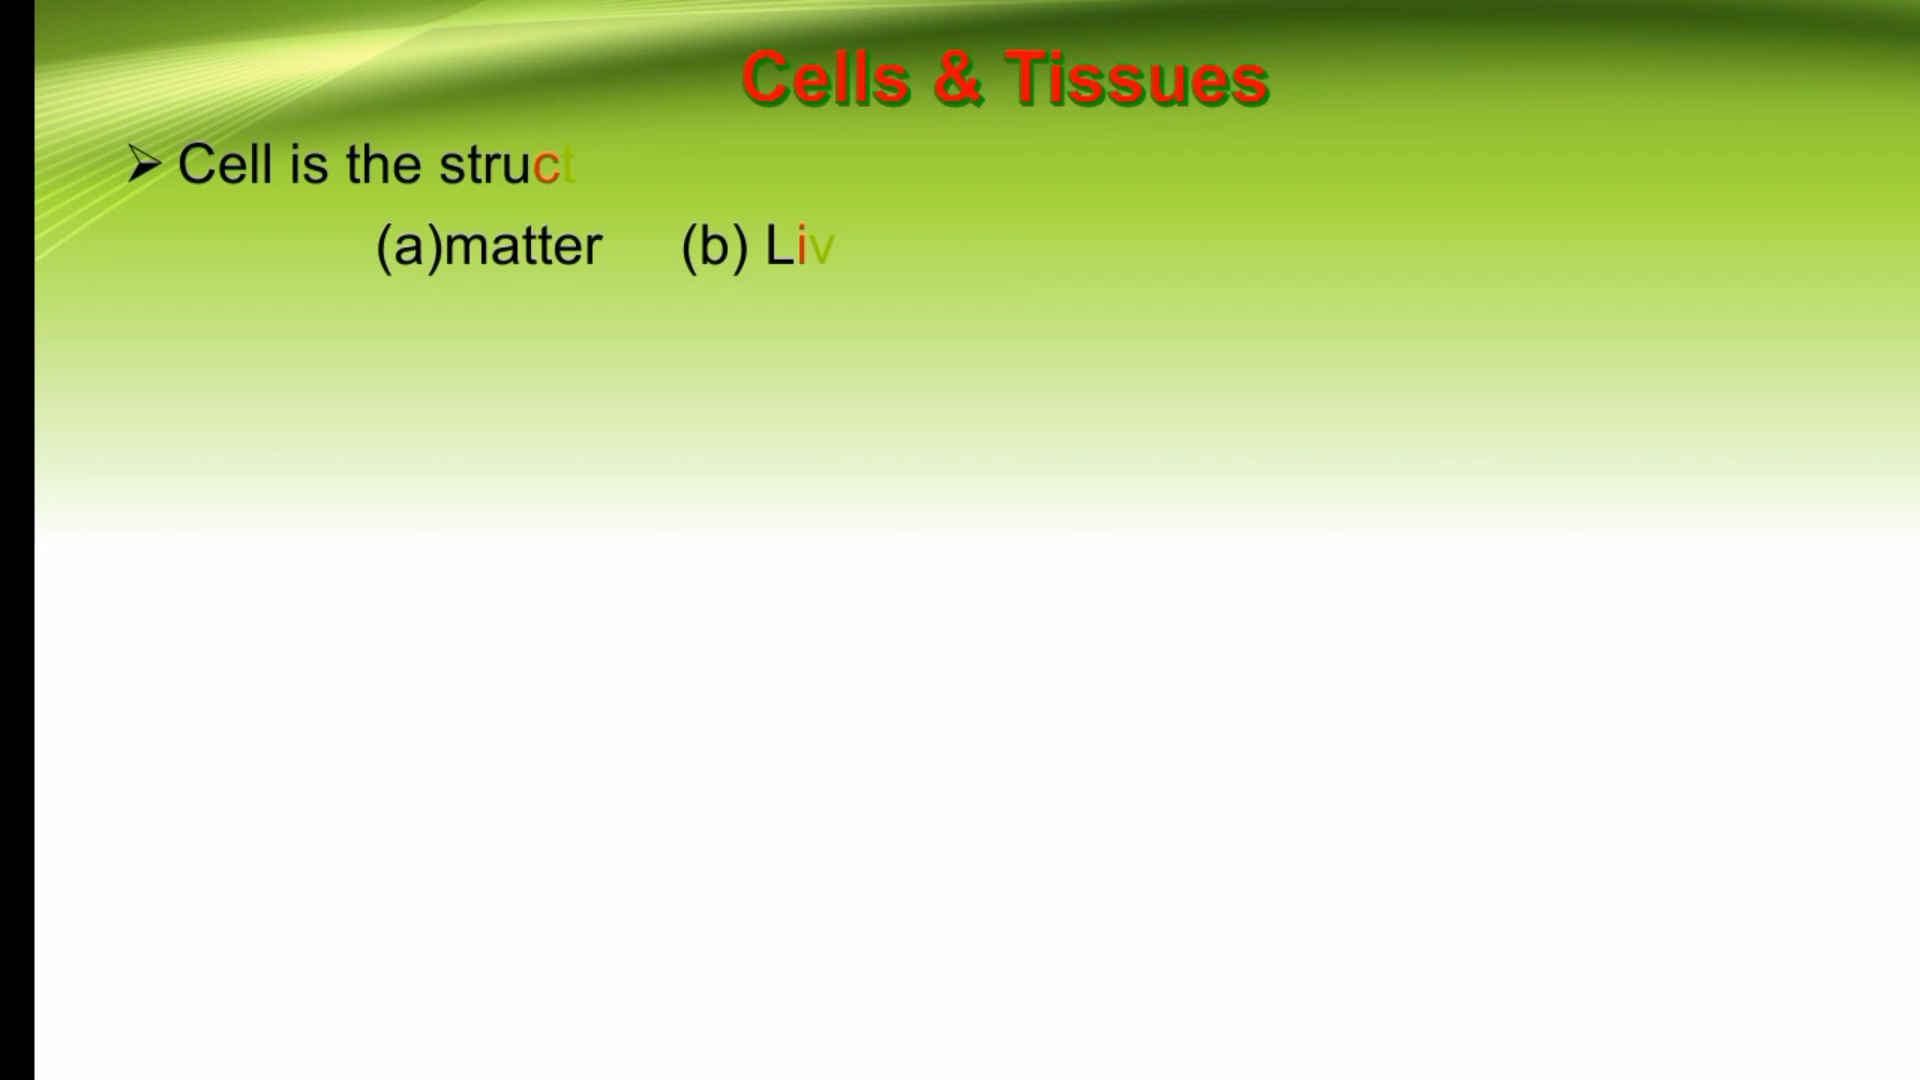 Cells & Tissues
➢ Cell is the struct
(a)matter (b) Liv